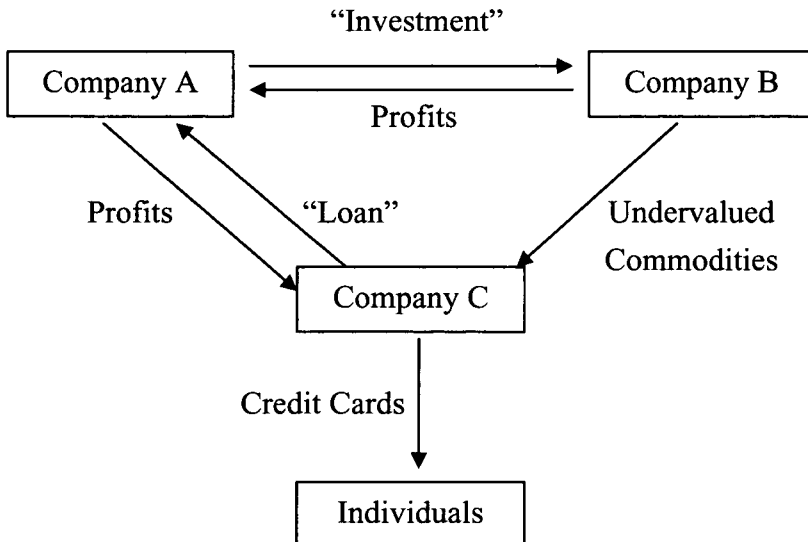 “Investment”
Company A
Company B
Profits
Profits
“Loan”
Undervalued
Commodities
Company C
Credit Cards
Individuals